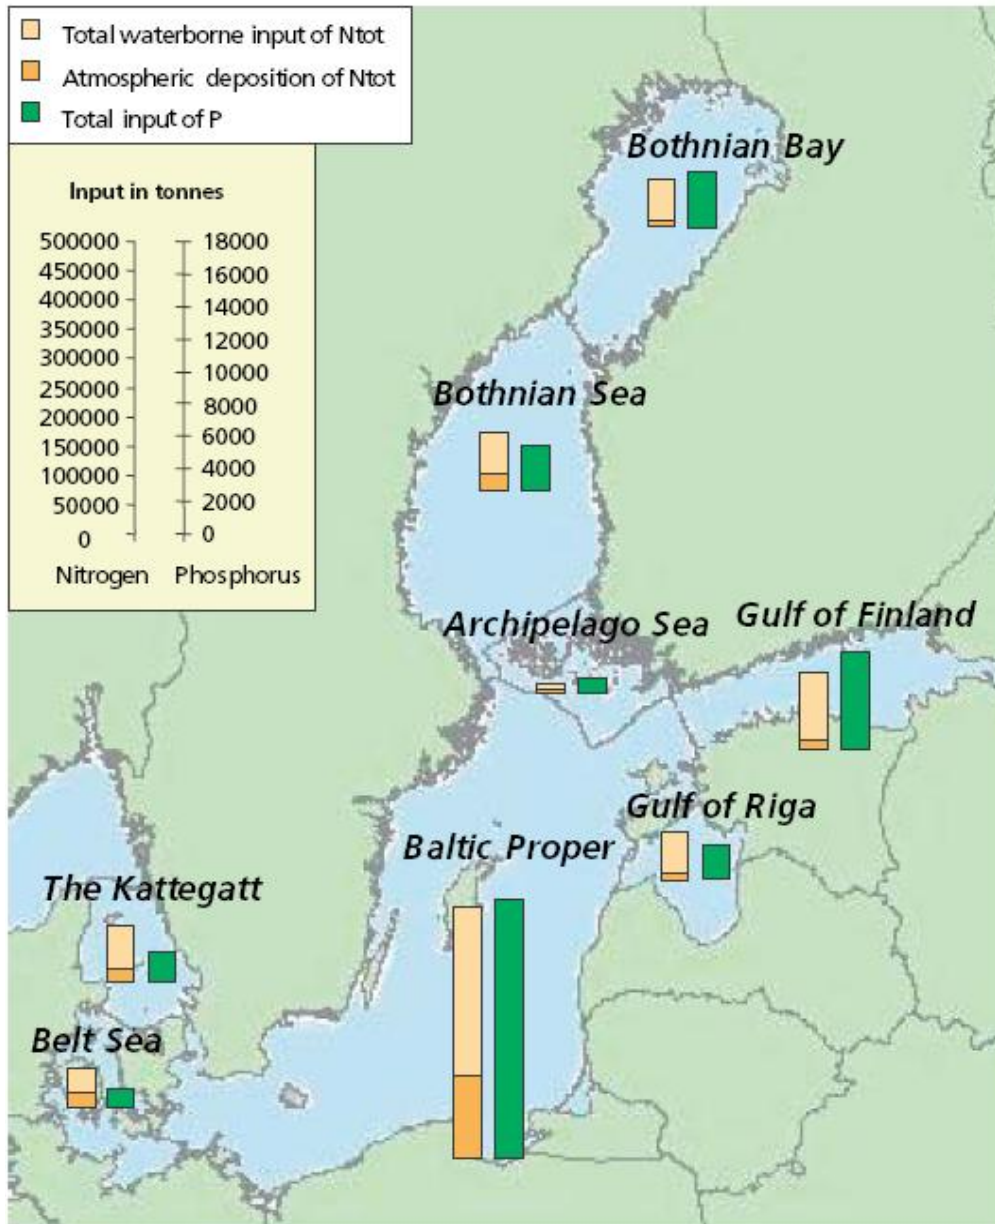 Total waterborne input of Ntot
Atmospheric deposition of Ntot
Total input of P
Input in tonnes
500000 18000
450000 16000
400000 14000
350000 12000
300000 10000
250000 8000
200000 6000
150000 4000
100000 2000
50000 0
0
Nitrogen Phosphorus
Bothnian Bay
Bothnian Sea
Archipelago Sea
Gulf of Finland
Gulf of Riga
Baltic Proper
The Kattegatt
Belt Sea